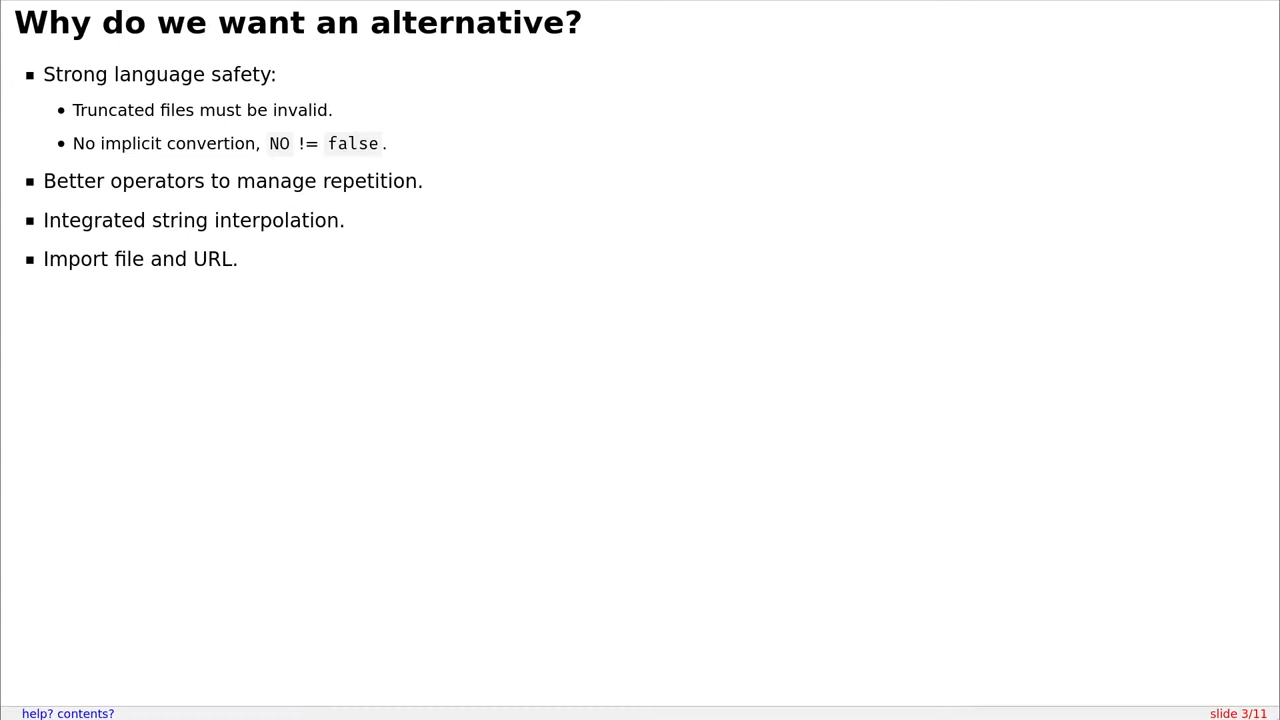 Why do we want an alternative?
▪ Strong language safety:
• Truncated files must be invalid.
• No implicit convertion, NO != false.
▪ Better operators to manage repetition.
▪ Integrated string interpolation.
▪ Import file and URL.
help? contents?
slide 3/11